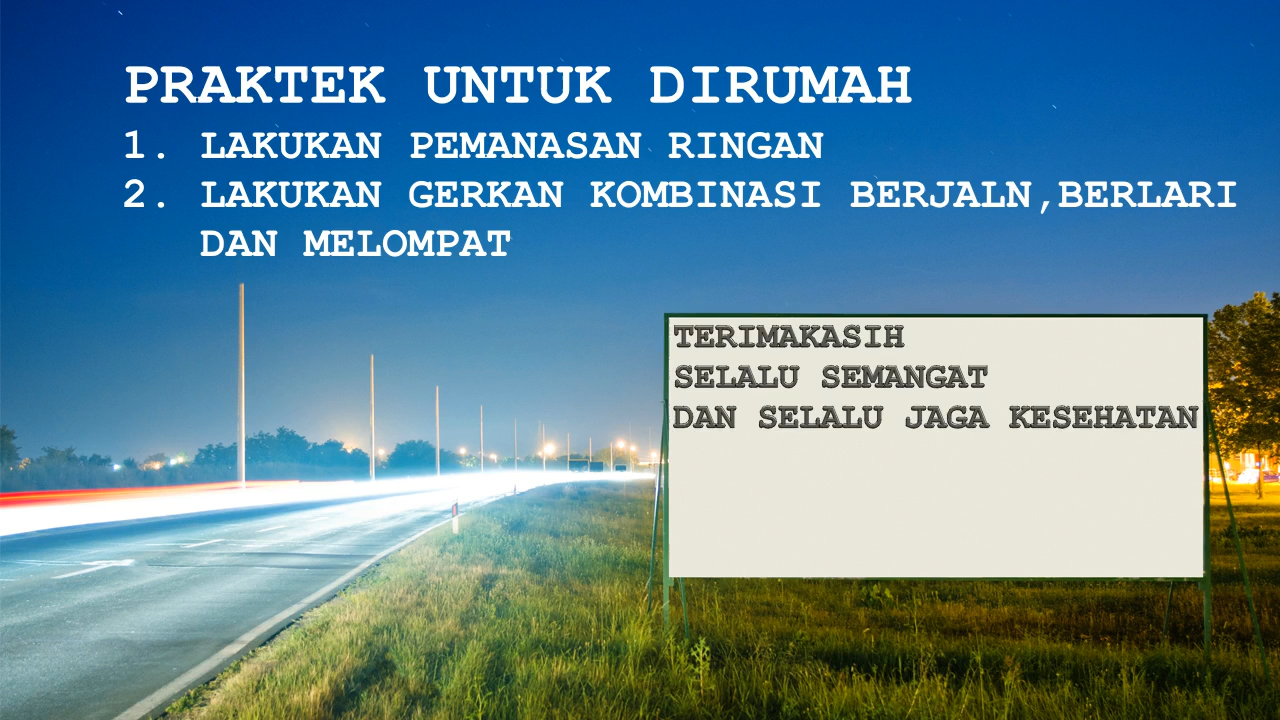 PRAKTEK UNTUK DIRUMAH
1. LAKUKAN PEMANASAN RINGAN
2. LAKUKAN GERKAN KOMBINASI BERJALN,BERLARI
DAN MELOMPAT
TERIMAKASIH
SELALU SEMANGAT
DAN SELALU JAGA KESEHATAN